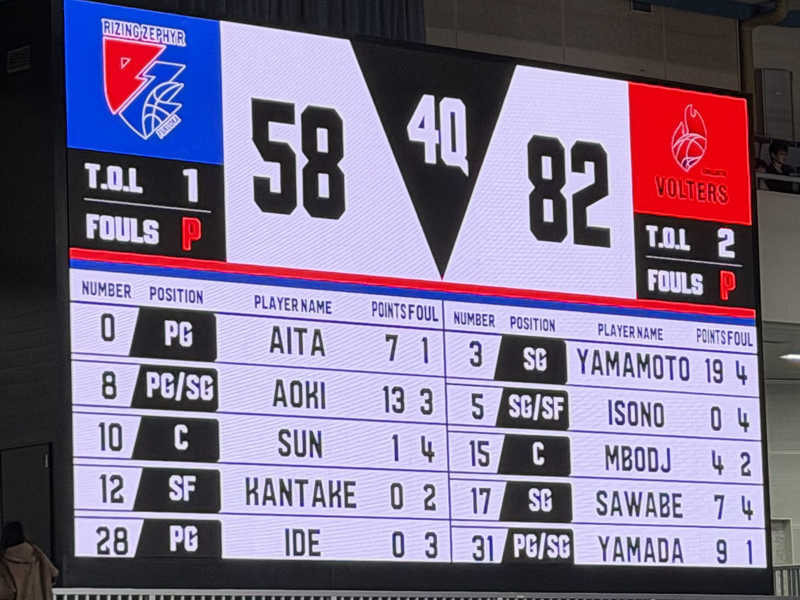 RIZING ZEPHYR
FUKUOKA
58
4Q
82
VOLTERS
T.O.L 1
FOULS P
T.O.L 2
FOULS P
NUMBER POSITION PLAYER NAME POINTS FOUL
0 PG AITA 7 1
8 PG/SG AOKI 13 3
10 C SUN 1 4
12 SF KANTAKE 0 2
28 PG IDE 0 3
NUMBER POSITION PLAYER NAME POINTS FOUL
3 SG YAMAMOTO 19 4
5 SG/SF ISONO 0 4
15 C MBODJ 4 2
17 SG SAWABE 7 4
31 PG/SG YAMADA 9 1